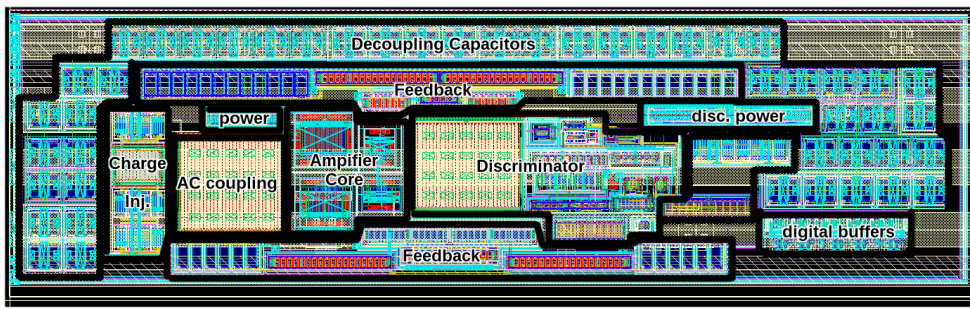 Decoupling Capacitors
Feedback
power
disc. power
Charge
Inj.
AC coupling
Ampifier
Core
Discriminator
digital buffers
Feedback